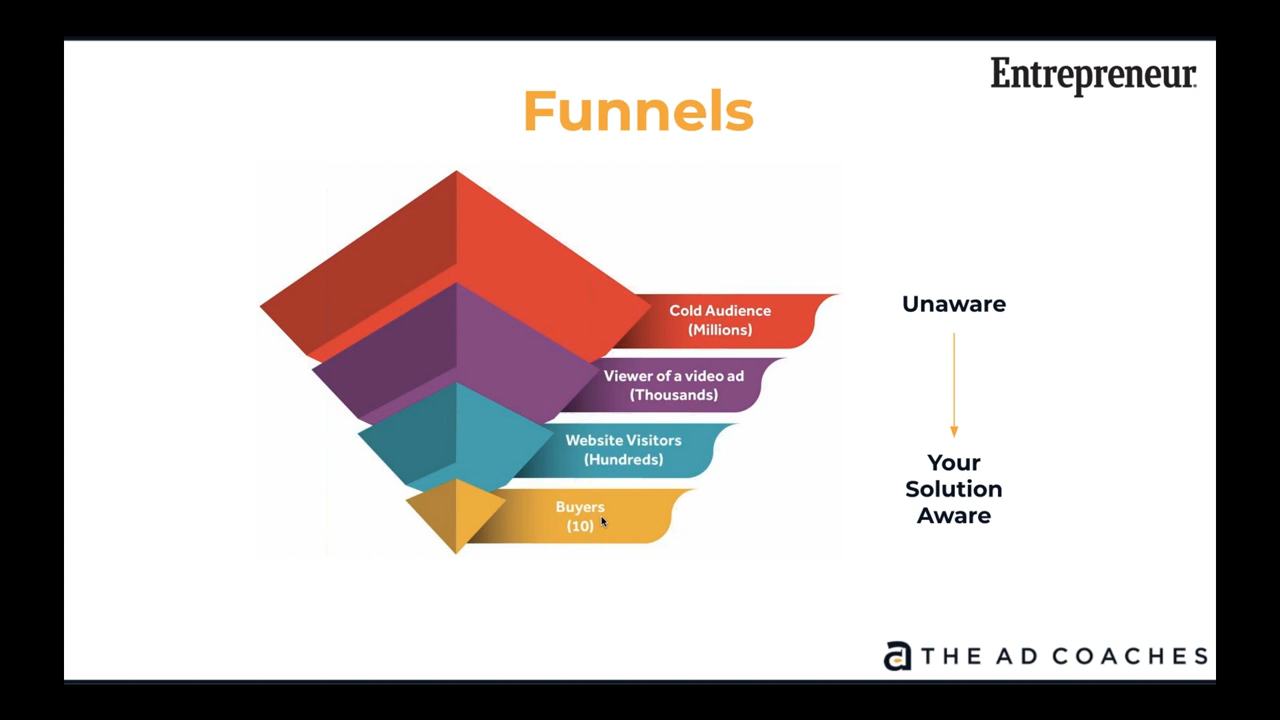 Entrepreneur.
Funnels
Cold Audience
(Millions)
Viewer of a video ad
(Thousands)
Website Visitors
(Hundreds)
Buyers
(10)
Unaware
Your
Solution
Aware
a THE AD COACHES